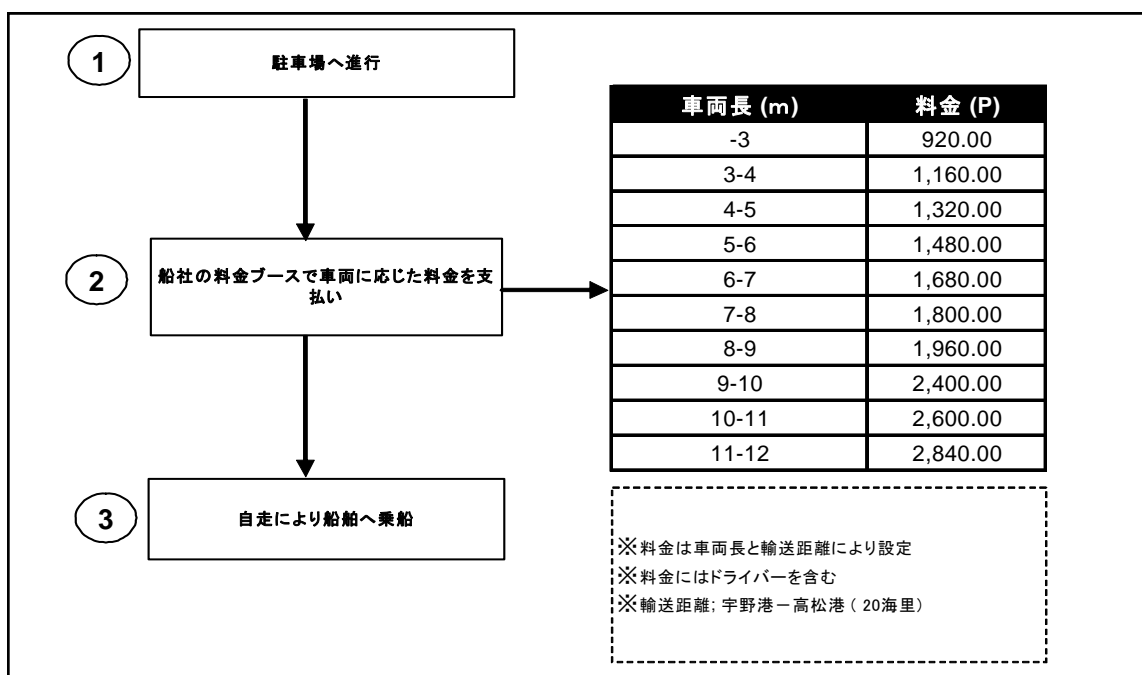 1
駐車場へ進行
2
船社の料金ブースで車両に応じた料金を支
払い
3
自走により船舶へ乗船
車両長 (m) 料金 (P)
-3 920.00
3-4 1,160.00
4-5 1,320.00
5-6 1,480.00
6-7 1,680.00
7-8 1,800.00
8-9 1,960.00
9-10 2,400.00
10-11 2,600.00
11-12 2,840.00
※料金は車両長と輸送距離により設定
※料金にはドライバーを含む
※輸送距離; 宇野港－高松港 ( 20海里)